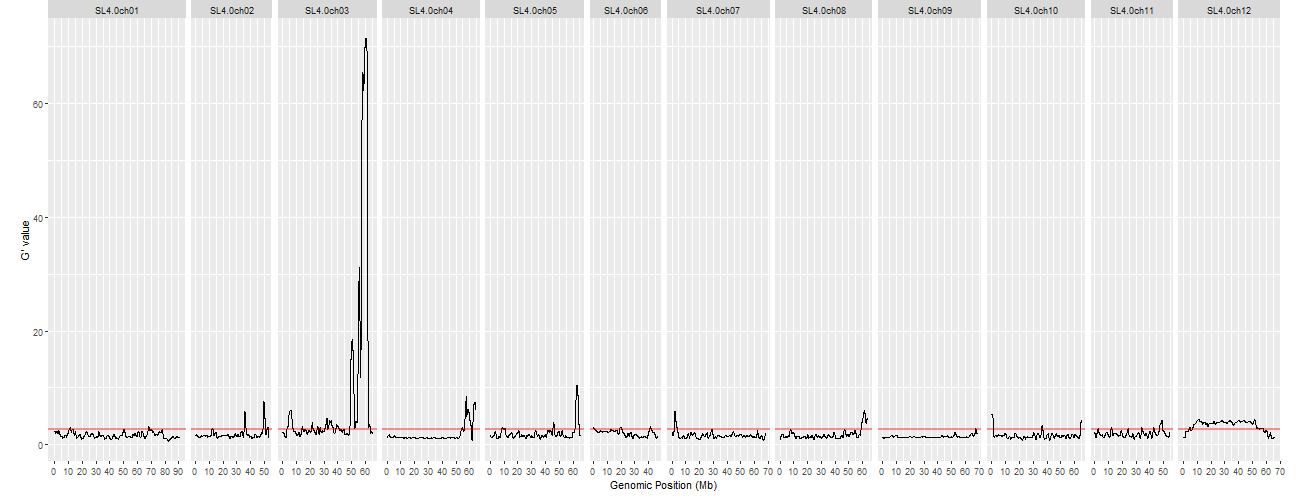 SL4.0ch01 SL4.0ch02 SL4.0ch03 SL4.0ch04 SL4.0ch05 SL4.0ch06 SL4.0ch07 SL4.0ch08 SL4.0ch09 SL4.0ch10 SL4.0ch11 SL4.0ch12
60
40
G' value
20
0
0 10 20 30 40 50 60 70 80 90 0 10 20 30 40 50 0 10 20 30 40 50 60 0 10 20 30 40 50 60 0 10 20 30 40 50 60 0 10 20 30 40 0 10 20 30 40 50 60 70 0 10 20 30 40 50 60 0 10 20 30 40 50 60 70 0 10 20 30 40 50 60 0 10 20 30 40 50 0 10 20 30 40 50 60 70
Genomic Position (Mb)